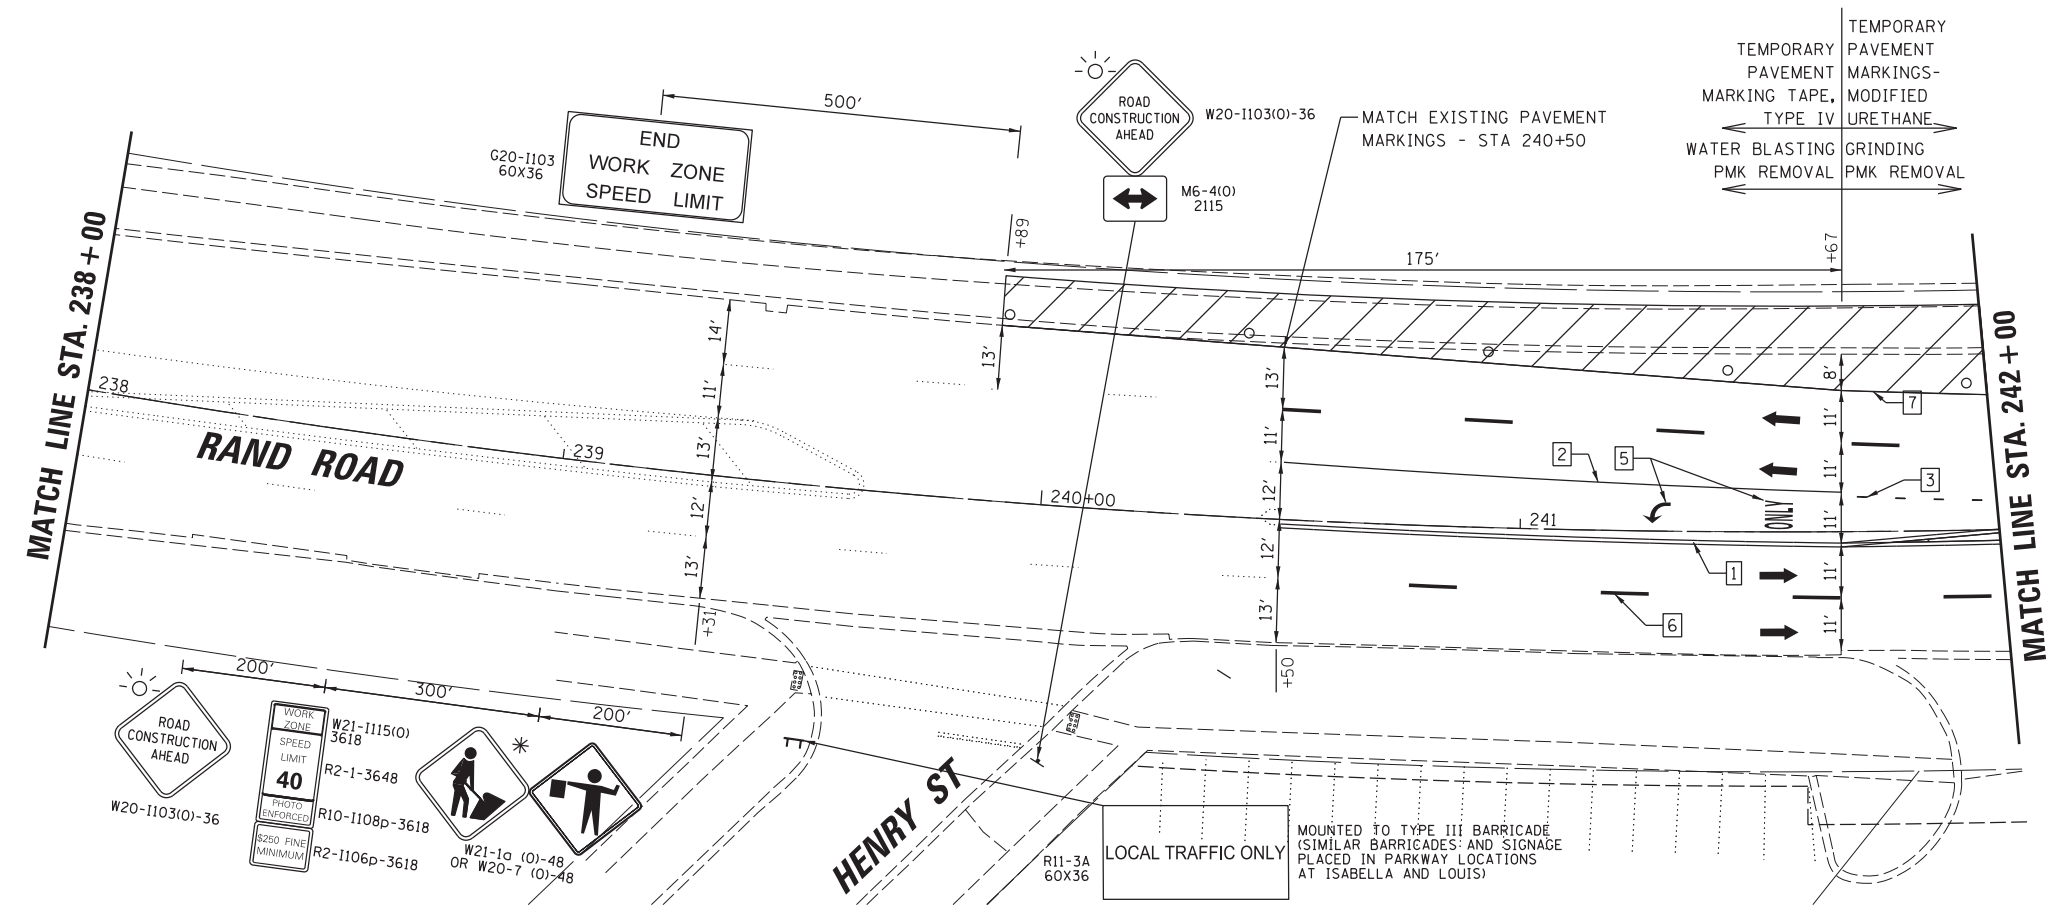 TEMPORARY
PAVEMENT
MARKING TAPE,
TYPE IV
TEMPORARY
PAVEMENT
MARKINGS-
MODIFIED
URETHANE
WATER BLASTING
PMK REMOVAL
GRINDING
PMK REMOVAL
500'
END
WORK ZONE
SPEED LIMIT
G20-I103
60X36
ROAD
CONSTRUCTION
AHEAD
W20-I103(O)-36
M6-4(O)
2115
MATCH EXISTING PAVEMENT
MARKINGS - STA 240+50
MATCH LINE STA. 238+00
+89
175'
+67
14'
11'
13'
12'
13'
+31
13'
13'
11'
12'
12'
13'
+50
8'
11'
11'
11'
11'
11'
238
239
240+00
241
RAND ROAD
7
2
5
3
1
6
ONLY
MATCH LINE STA. 242+00
200'
300'
200'
ROAD
CONSTRUCTION
AHEAD
W20-I103(O)-36
WORK
ZONE
SPEED
LIMIT
40
PHOTO
ENFORCED
$250 FINE
MINIMUM
W21-I115(O)
3618
R2-1-3648
R10-I108p-3618
R2-I106p-3618
W21-1a (O)-48
OR W20-7 (O)-48
HENRY ST
R11-3A
60X36
LOCAL TRAFFIC ONLY
MOUNTED TO TYPE III BARRICADE
(SIMILAR BARRICADES AND SIGNAGE
PLACED IN PARKWAY LOCATIONS
AT ISABELLA AND LOUIS)